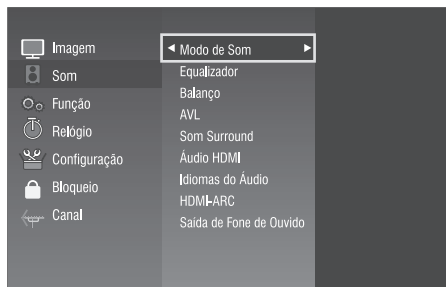 Imagem
Som
Função
Relógio
Configuração
Bloqueio
Canal
Modo de Som
Equalizador
Balanço
AVL
Som Surround
Áudio HDMI
Idiomas do Áudio
HDMI-ARC
Saída de Fone de Ouvido